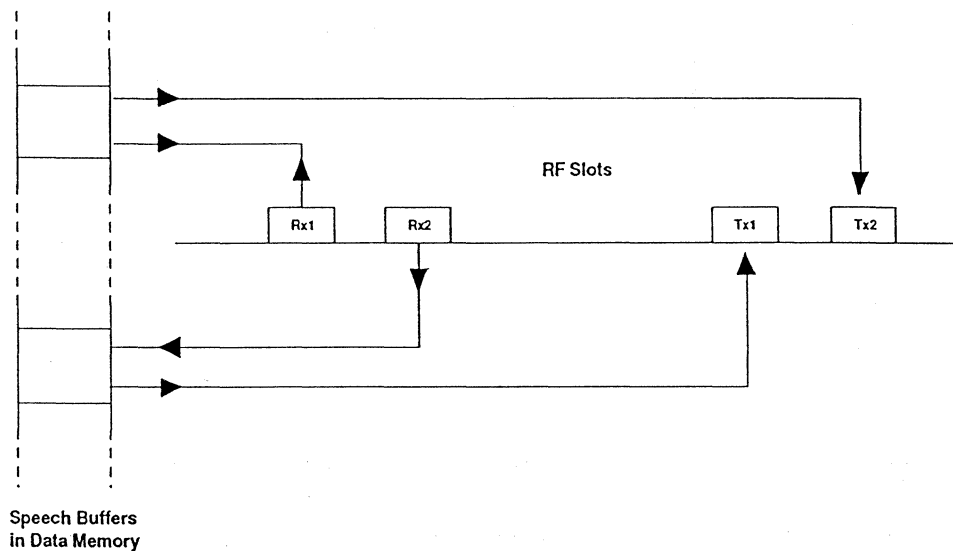 RF Slots
Rx1
Rx2
Tx1
Tx2
Speech Buffers
in Data Memory